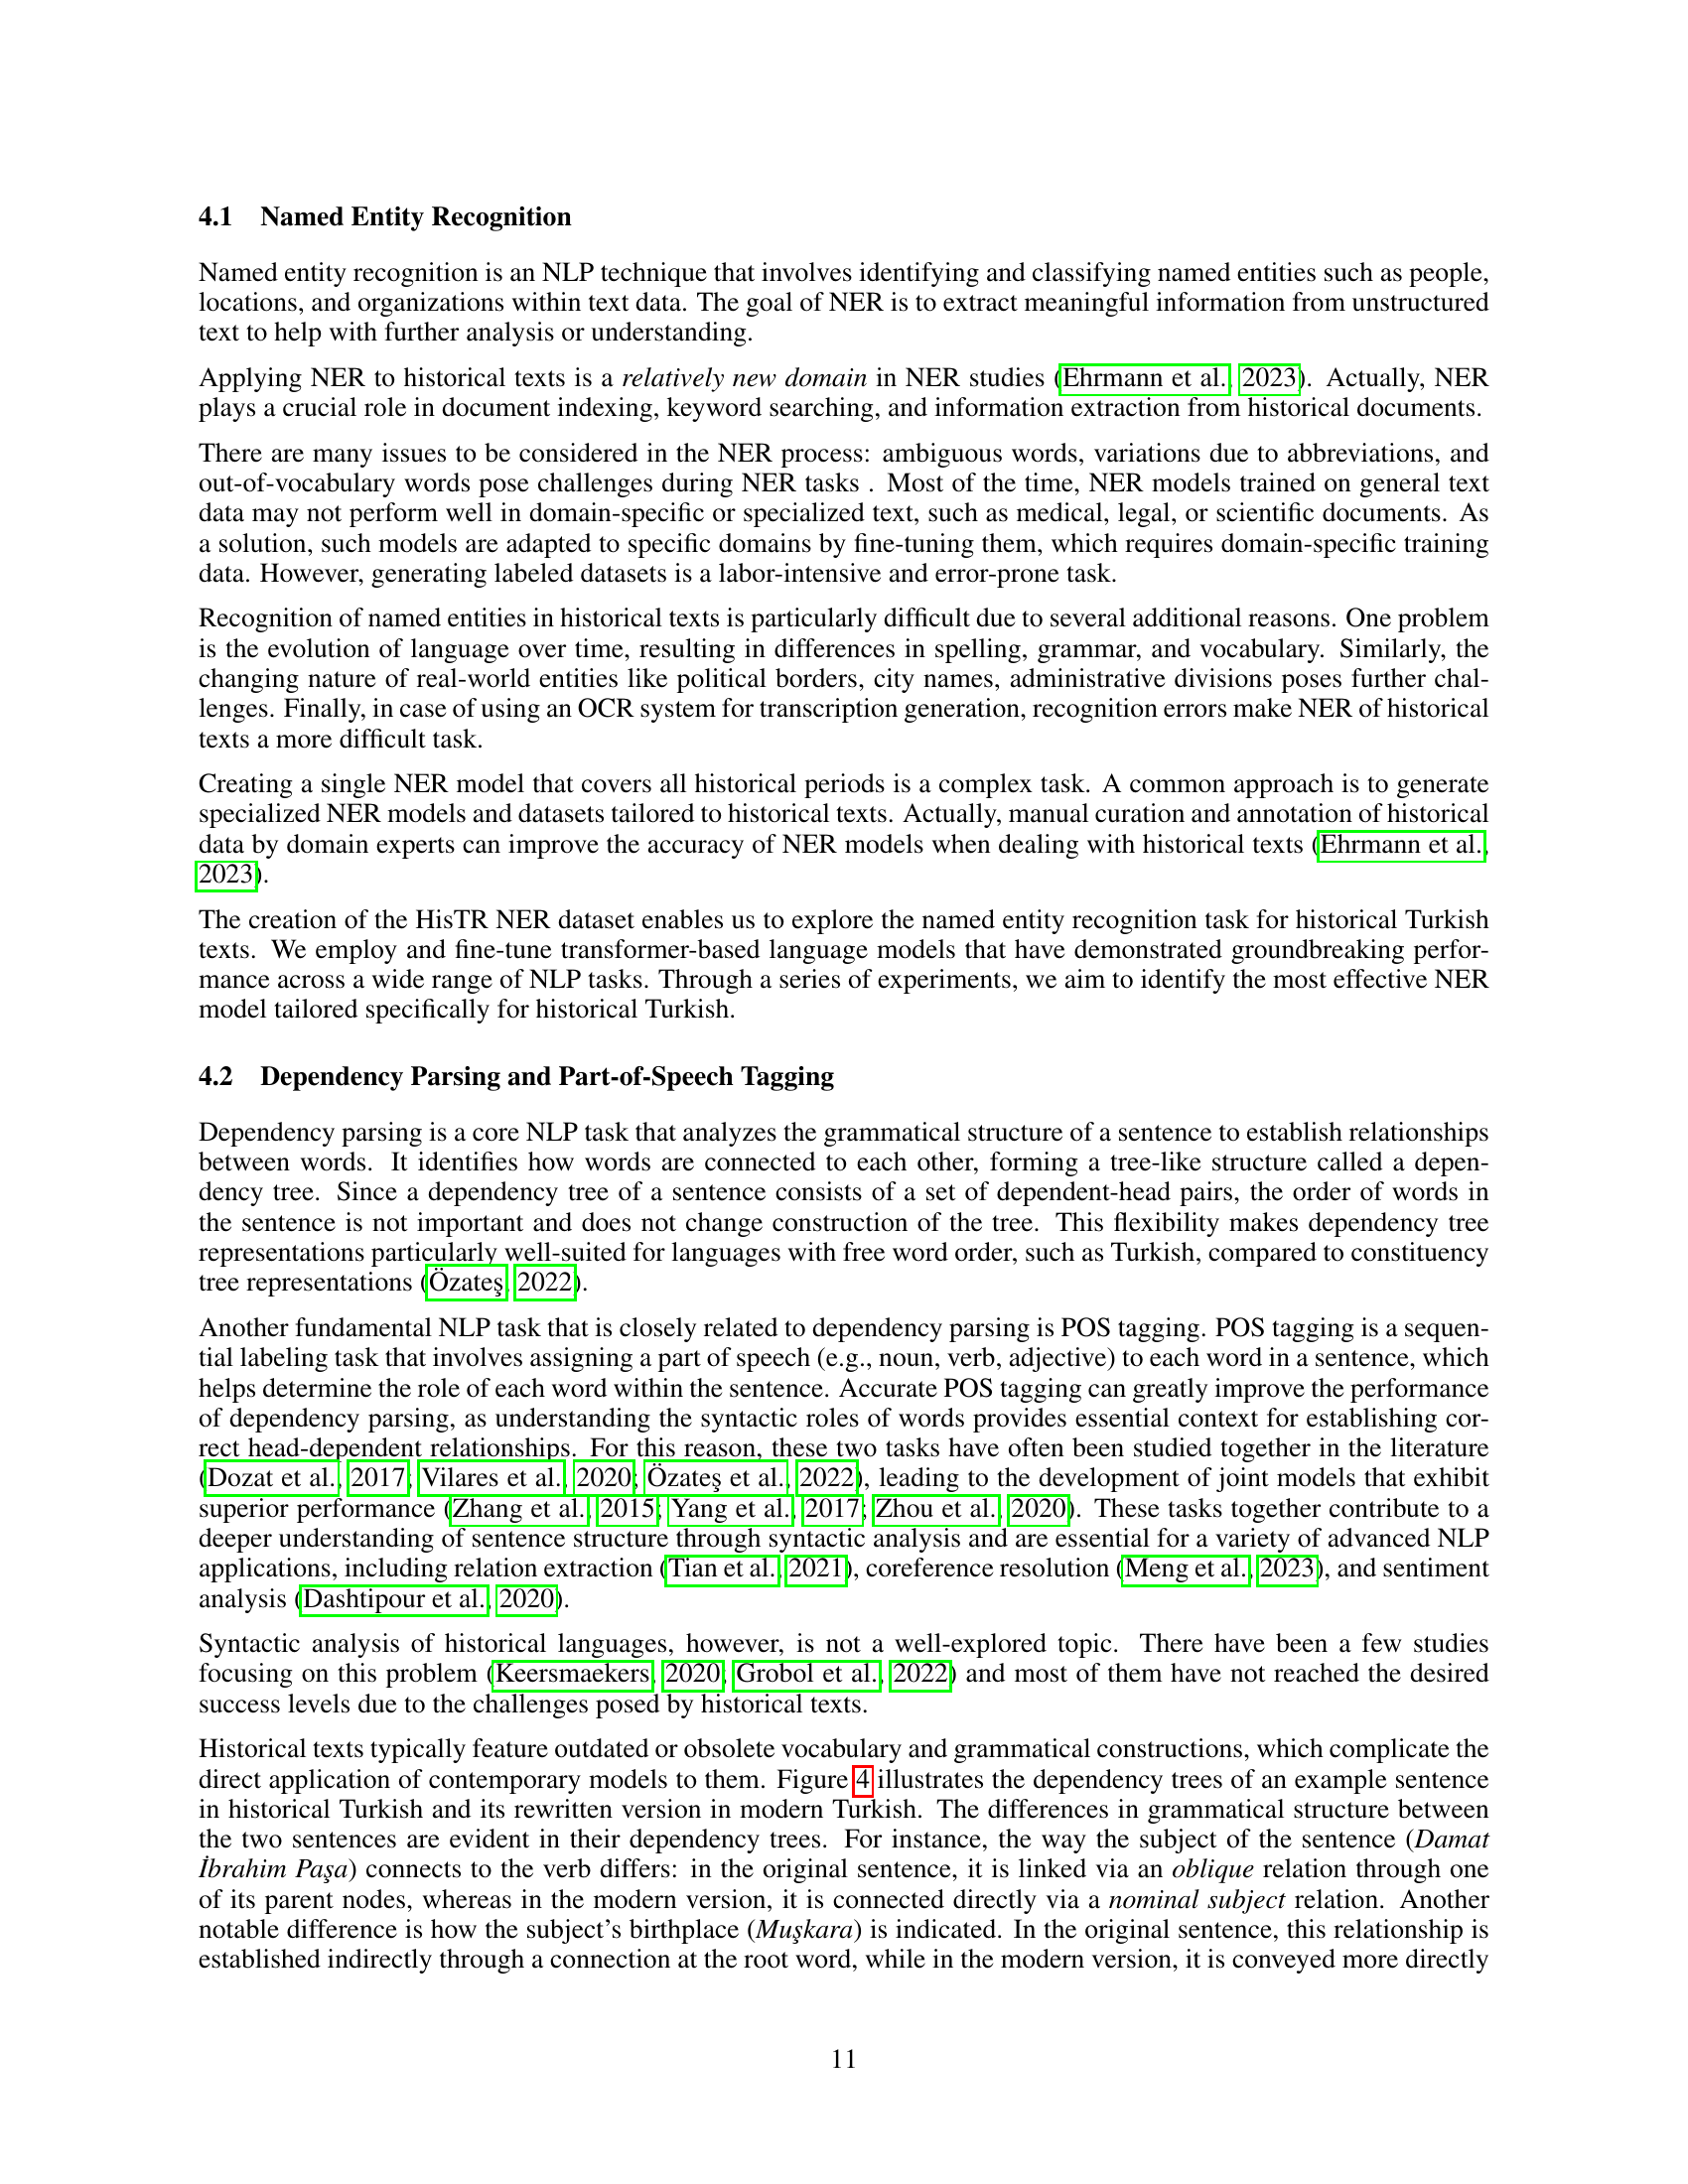 4.1 Named Entity Recognition
Named entity recognition is an NLP technique that involves identifying and classifying named entities such as people,
locations, and organizations within text data. The goal of NER is to extract meaningful information from unstructured
text to help with further analysis or understanding.
Applying NER to historical texts is a relatively new domain in NER studies (Ehrmann et al., 2023). Actually, NER
plays a crucial role in document indexing, keyword searching, and information extraction from historical documents.
There are many issues to be considered in the NER process: ambiguous words, variations due to abbreviations, and
out-of-vocabulary words pose challenges during NER tasks . Most of the time, NER models trained on general text
data may not perform well in domain-specific or specialized text, such as medical, legal, or scientific documents. As
a solution, such models are adapted to specific domains by fine-tuning them, which requires domain-specific training
data. However, generating labeled datasets is a labor-intensive and error-prone task.
Recognition of named entities in historical texts is particularly difficult due to several additional reasons. One problem
is the evolution of language over time, resulting in differences in spelling, grammar, and vocabulary. Similarly, the
changing nature of real-world entities like political borders, city names, administrative divisions poses further chal-
lenges. Finally, in case of using an OCR system for transcription generation, recognition errors make NER of historical
texts a more difficult task.
Creating a single NER model that covers all historical periods is a complex task. A common approach is to generate
specialized NER models and datasets tailored to historical texts. Actually, manual curation and annotation of historical
data by domain experts can improve the accuracy of NER models when dealing with historical texts (Ehrmann et al.,
2023).
The creation of the HisTR NER dataset enables us to explore the named entity recognition task for historical Turkish
texts. We employ and fine-tune transformer-based language models that have demonstrated groundbreaking perfor-
mance across a wide range of NLP tasks. Through a series of experiments, we aim to identify the most effective NER
model tailored specifically for historical Turkish.
4.2 Dependency Parsing and Part-of-Speech Tagging
Dependency parsing is a core NLP task that analyzes the grammatical structure of a sentence to establish relationships
between words. It identifies how words are connected to each other, forming a tree-like structure called a depen-
dency tree. Since a dependency tree of a sentence consists of a set of dependent-head pairs, the order of words in
the sentence is not important and does not change construction of the tree. This flexibility makes dependency tree
representations particularly well-suited for languages with free word order, such as Turkish, compared to constituency
tree representations (Özateş, 2022).
Another fundamental NLP task that is closely related to dependency parsing is POS tagging. POS tagging is a sequen-
tial labeling task that involves assigning a part of speech (e.g., noun, verb, adjective) to each word in a sentence, which
helps determine the role of each word within the sentence. Accurate POS tagging can greatly improve the performance
of dependency parsing, as understanding the syntactic roles of words provides essential context for establishing cor-
rect head-dependent relationships. For this reason, these two tasks have often been studied together in the literature
(Dozat et al., 2017; Vilares et al., 2020; Özateş et al., 2022), leading to the development of joint models that exhibit
superior performance (Zhang et al., 2015; Yang et al., 2017; Zhou et al., 2020). These tasks together contribute to a
deeper understanding of sentence structure through syntactic analysis and are essential for a variety of advanced NLP
applications, including relation extraction (Tian et al., 2021), coreference resolution (Meng et al., 2023), and sentiment
analysis (Dashtipour et al., 2020).
Syntactic analysis of historical languages, however, is not a well-explored topic. There have been a few studies
focusing on this problem (Keersmaekers, 2020; Grobol et al., 2022) and most of them have not reached the desired
success levels due to the challenges posed by historical texts.
Historical texts typically feature outdated or obsolete vocabulary and grammatical constructions, which complicate the
direct application of contemporary models to them. Figure 4 illustrates the dependency trees of an example sentence
in historical Turkish and its rewritten version in modern Turkish. The differences in grammatical structure between
the two sentences are evident in their dependency trees. For instance, the way the subject of the sentence (Damat
İbrahim Paşa) connects to the verb differs: in the original sentence, it is linked via an oblique relation through one
of its parent nodes, whereas in the modern version, it is connected directly via a nominal subject relation. Another
notable difference is how the subject's birthplace (Muşkara) is indicated. In the original sentence, this relationship is
established indirectly through a connection at the root word, while in the modern version, it is conveyed more directly
11